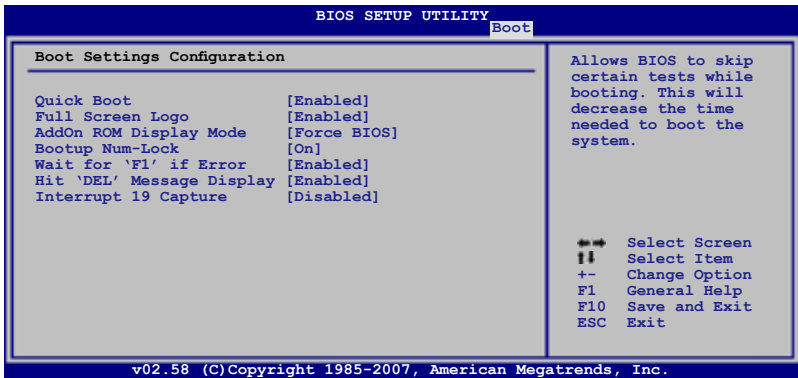 BIOS SETUP UTILITY
Boot
Boot Settings Configuration
Quick Boot [Enabled]
Full Screen Logo [Enabled]
AddOn ROM Display Mode [Force BIOS]
Bootup Num-Lock [On]
Wait for ‘F1’ if Error [Enabled]
Hit ‘DEL’ Message Display [Enabled]
Interrupt 19 Capture [Disabled]
Allows BIOS to skip
certain tests while
booting. This will
decrease the time
needed to boot the
system.
←→ Select Screen
↑↓ Select Item
+- Change Option
F1 General Help
F10 Save and Exit
ESC Exit
v02.58 (C)Copyright 1985-2007, American Megatrends, Inc.